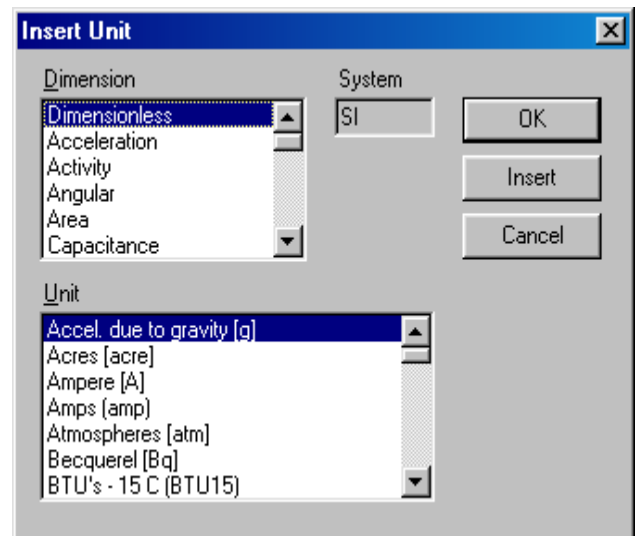 Insert Unit
Dimension
System
Dimensionless
SI
OK
Acceleration
Activity
Insert
Angular
Area
Cancel
Capacitance
Unit
Accel. due to gravity [g]
Acres [acre]
Ampere [A]
Amps (amp)
Atmospheres [atm]
Becquerel [Bq]
BTU's - 15 C (BTU15)